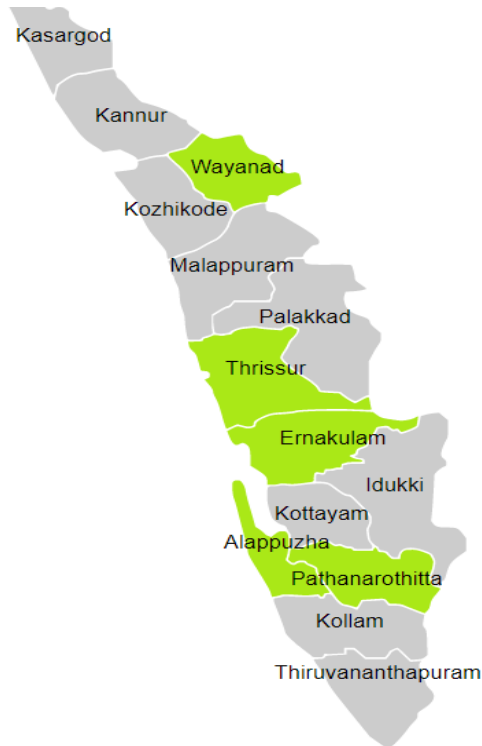 Kasargod
Kannur
Wayanad
Kozhikode
Malappuram
Palakkad
Thrissur
Ernakulam
Idukki
Kottayam
Alappuzha
Pathanarothitta
Kollam
Thiruvananthapuram